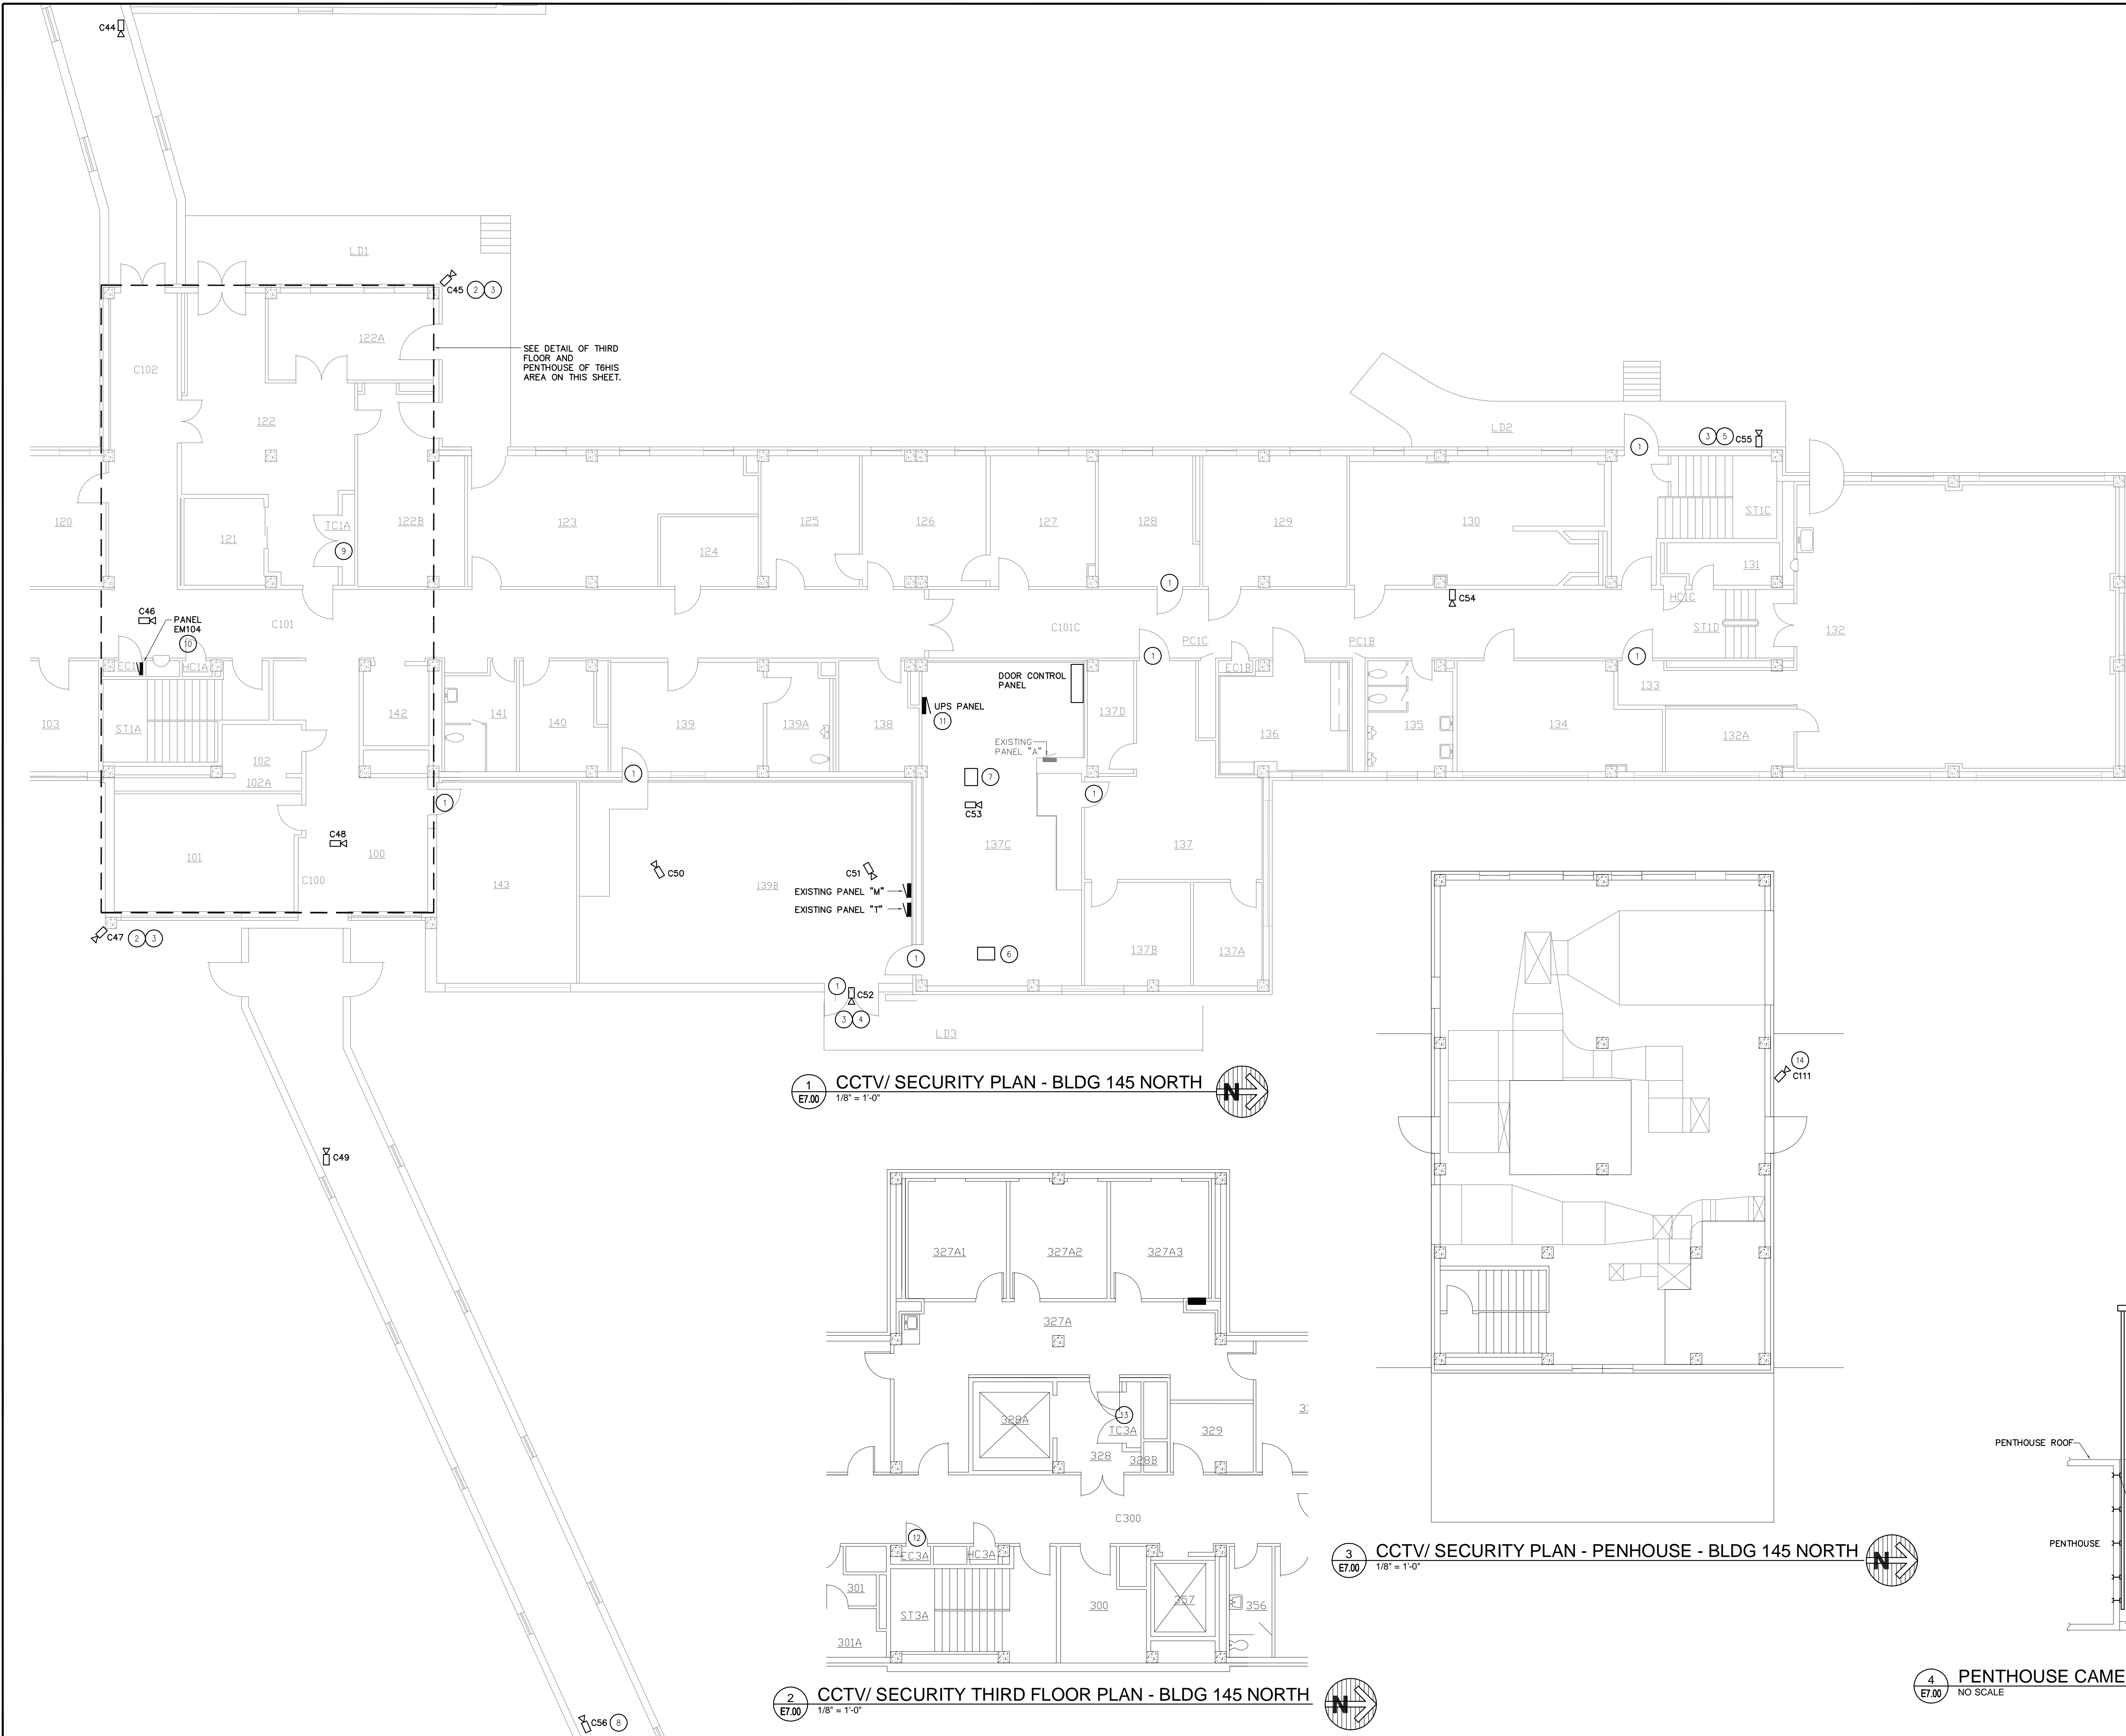 C44
LD1
C45 2 3
122A
SEE DETAIL OF THIRD
FLOOR AND
PENTHOUSE OF T6HIS
AREA ON THIS SHEET.
C102
122
LD2
1
3 5 C55
120
121
TC1A
9
122B
123
124
125
126
127
128
129
130
ST1C
131
1
C54
HC1C
C46
PANEL
EM104
10
C101
C101C
PC1C
PC1B
ST1D
132
HC1A
1
EC1B
1
DOOR CONTROL
PANEL
133
103
ST1A
142
141
140
139
139A
138
UPS PANEL
11
137D
136
135
134
132A
EXISTING
PANEL "A"
102
102A
1
7
1
1
C53
C48
101
100
C100
143
C50
139B
C51
137C
137
EXISTING PANEL "M"
EXISTING PANEL "T"
C47 2 3
1
6
137B
137A
1
C52
3 4
LD3
1
E7.00
CCTV/ SECURITY PLAN - BLDG 145 NORTH
1/8" = 1'-0"
N
14
C111
C49
327A1
327A2
327A3
327A
328A
13
TC3A
328
328B
329
PENTHOUSE ROOF
C300
12
EC3A
HC3A
3
E7.00
CCTV/ SECURITY PLAN - PENHOUSE - BLDG 145 NORTH
1/8" = 1'-0"
N
PENTHOUSE
301
ST3A
300
357
356
301A
2
E7.00
CCTV/ SECURITY THIRD FLOOR PLAN - BLDG 145 NORTH
1/8" = 1'-0"
N
4
E7.00
PENTHOUSE CAME
NO SCALE
C56 8